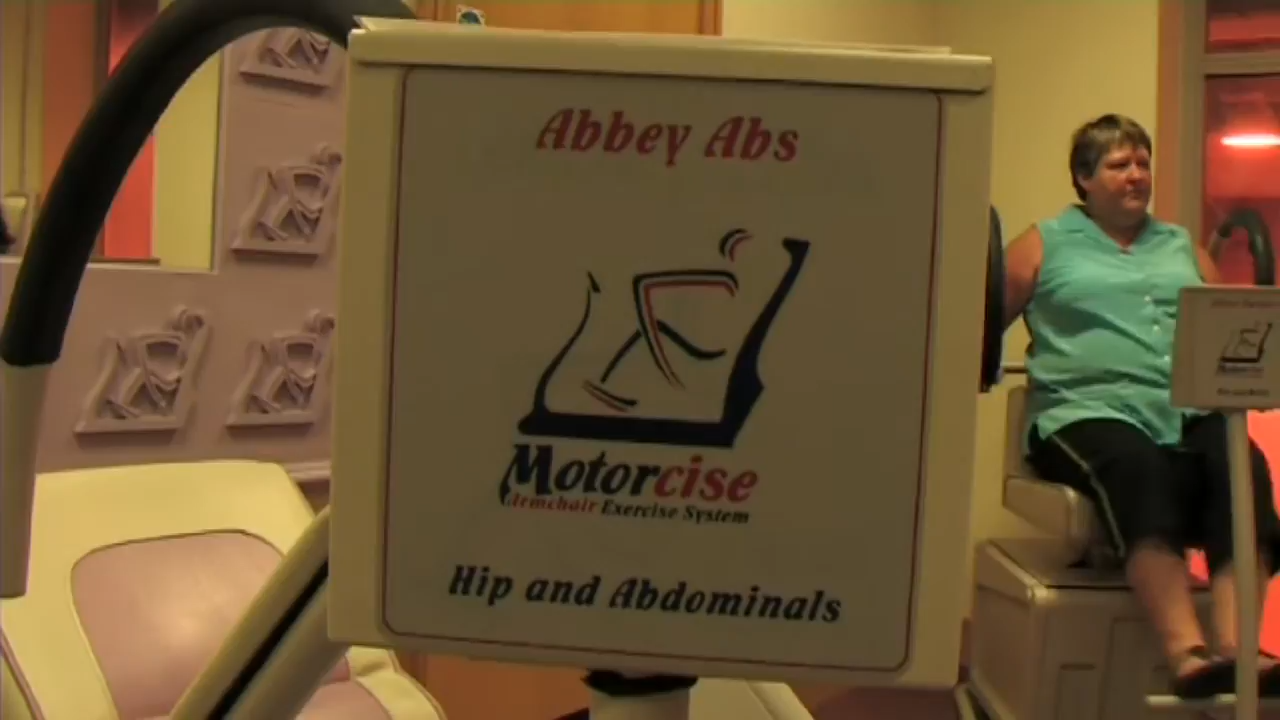 Abbey Abs
Motorcise
Armchair Exercise System
Hip and Abdominals